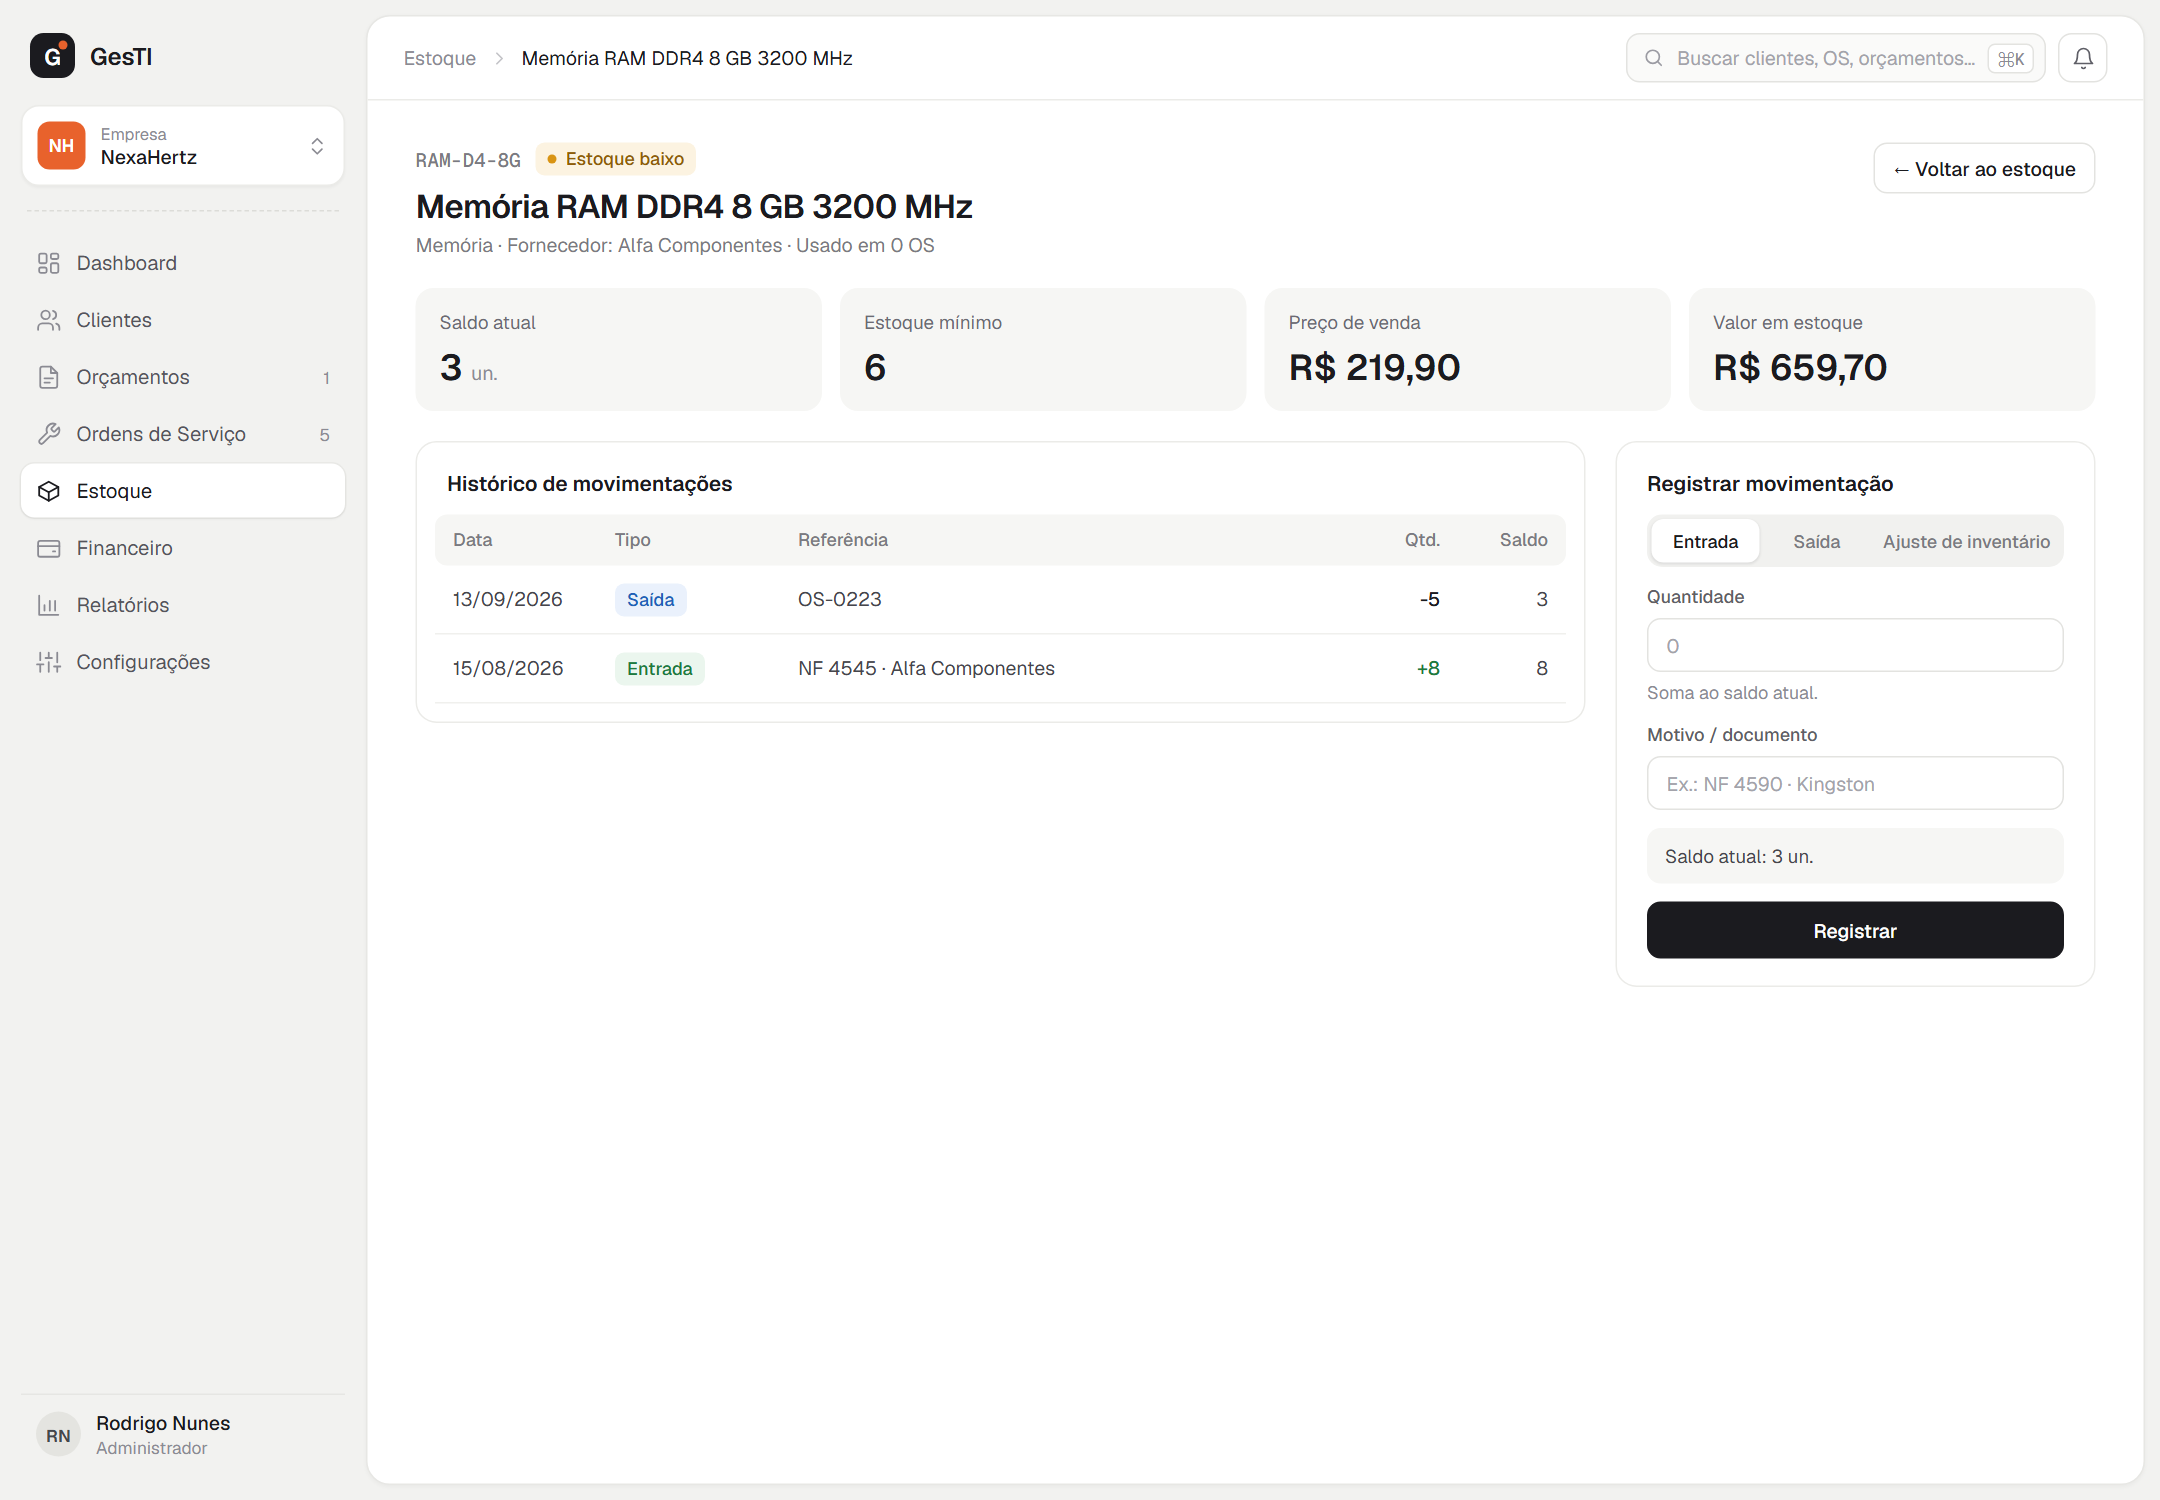 G
GesTI
NH
Empresa
NexaHertz
Dashboard
Clientes
Orçamentos 1
Ordens de Serviço 5
Estoque
Financeiro
Relatórios
Configurações
RN
Rodrigo Nunes
Administrador
Estoque > Memória RAM DDR4 8 GB 3200 MHz
Buscar clientes, OS, orçamentos... ⌘K
RAM-D4-8G
Estoque baixo
← Voltar ao estoque
Memória RAM DDR4 8 GB 3200 MHz
Memória · Fornecedor: Alfa Componentes · Usado em 0 OS
Saldo atual
3 un.
Estoque mínimo
6
Preço de venda
R$ 219,90
Valor em estoque
R$ 659,70
Histórico de movimentações
Data Tipo Referência Qtd. Saldo
13/09/2026 Saída OS-0223 -5 3
15/08/2026 Entrada NF 4545 · Alfa Componentes +8 8
Registrar movimentação
Entrada Saída Ajuste de inventário
Quantidade
0
Soma ao saldo atual.
Motivo / documento
Ex.: NF 4590 · Kingston
Saldo atual: 3 un.
Registrar